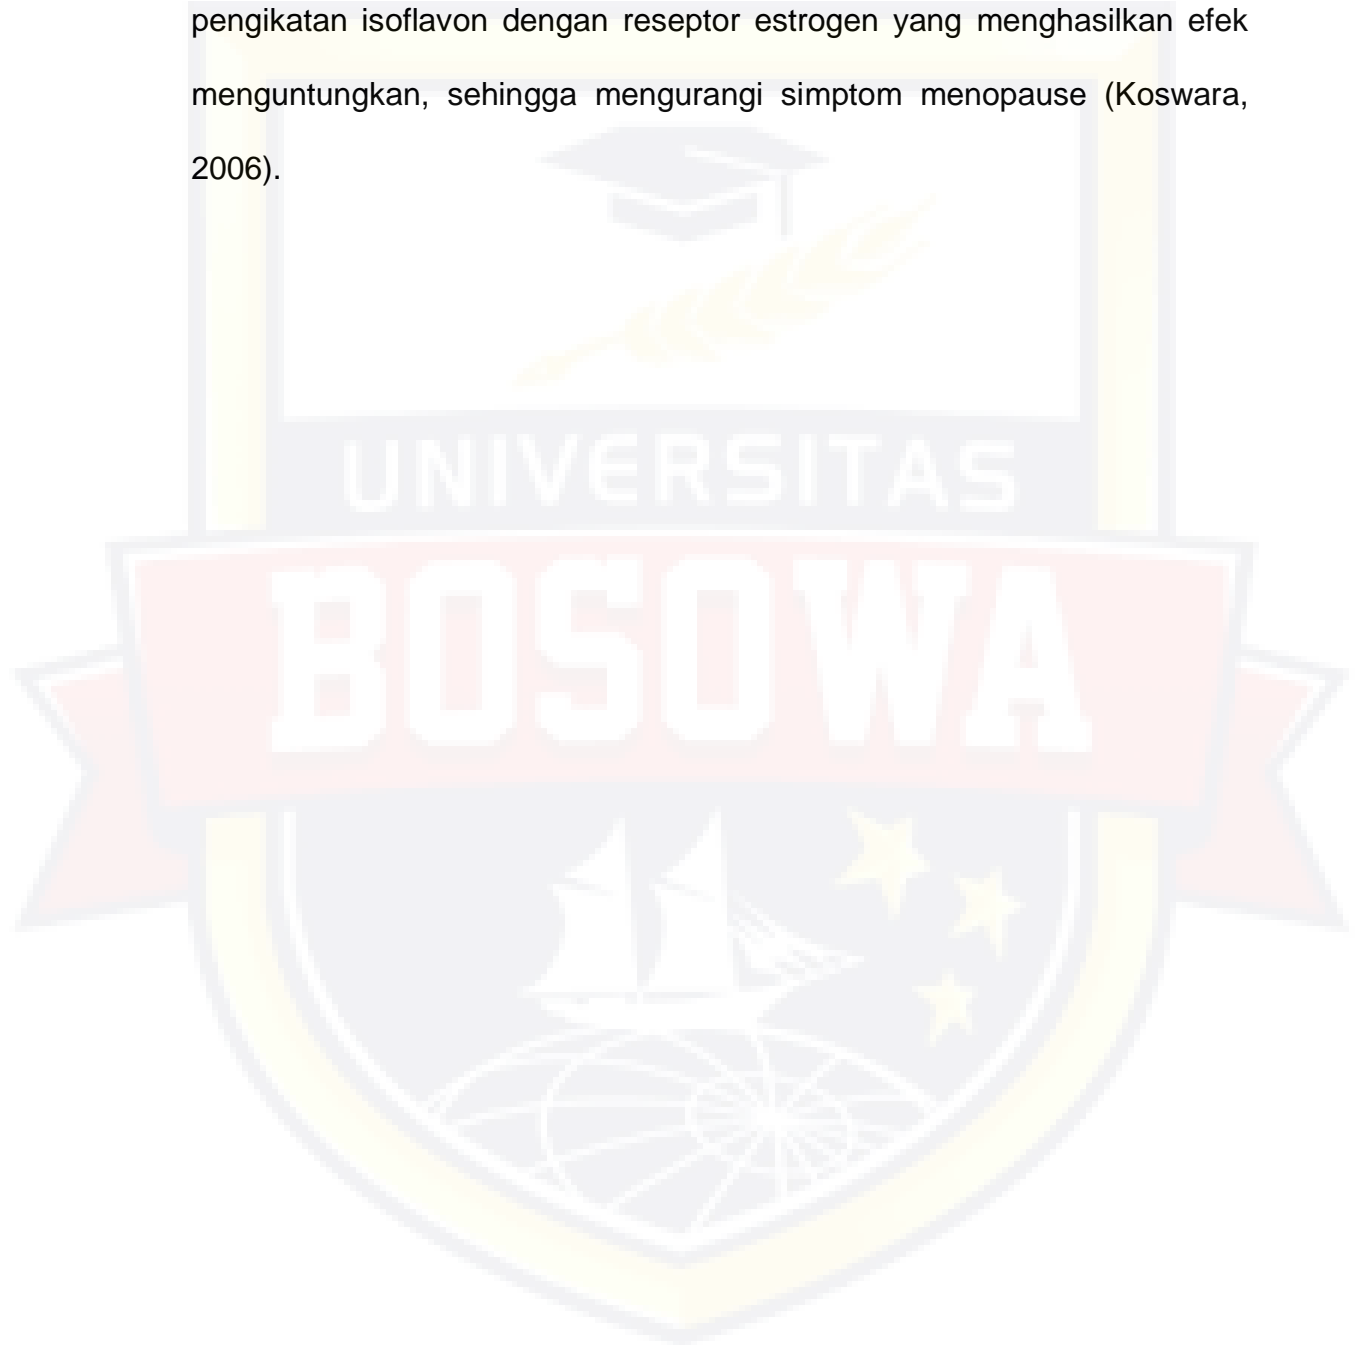 pengikatan isoflavon dengan reseptor estrogen yang menghasilkan efek
menguntungkan, sehingga mengurangi simptom menopause (Koswara,
2006).
UNIVERSITAS
BOSOWA